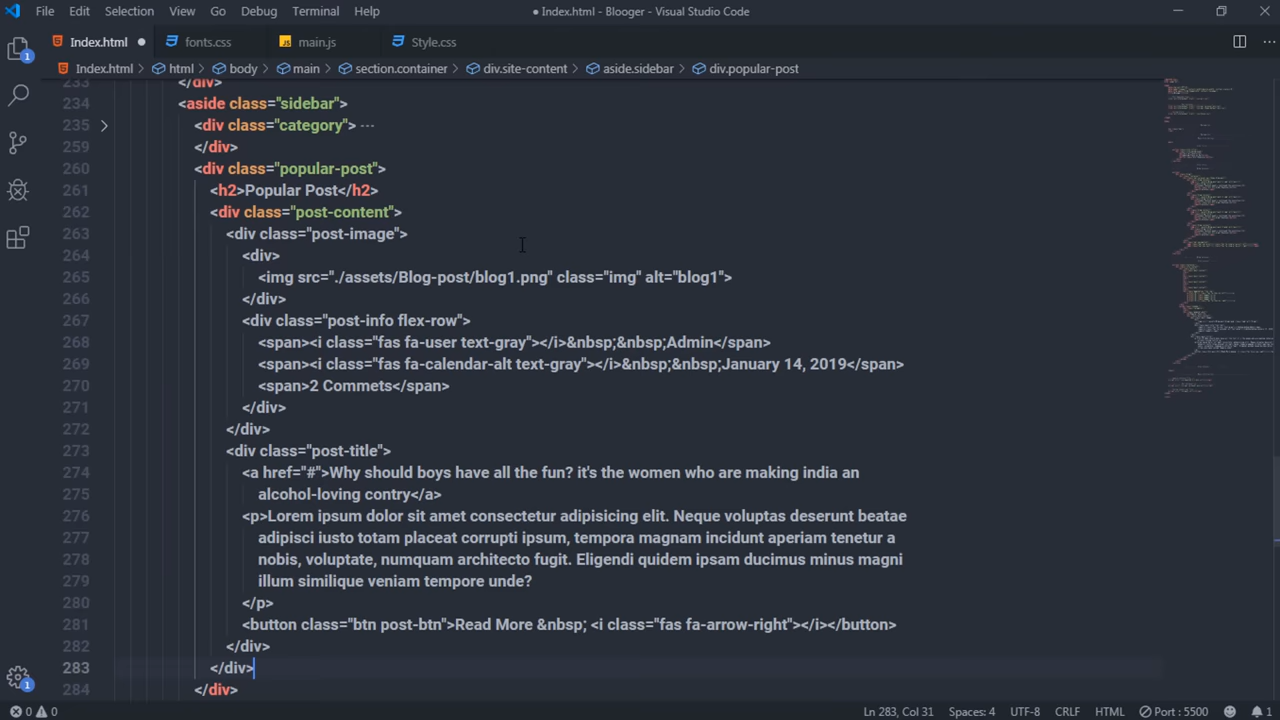 File Edit Selection View Go Debug Terminal Help ● Index.html - Blooger - Visual Studio Code
Index.html ● fonts.css JS main.js Style.css
Index.html > html > body > main > section.container > div.site-content > aside.sidebar > div.popular-post
233 </div>
234 <aside class="sidebar">
235 <div class="category"> ...
259 </div>
260 <div class="popular-post">
261 <h2>Popular Post</h2>
262 <div class="post-content">
263 <div class="post-image">
264 <div>
265 <img src="./assets/Blog-post/blog1.png" class="img" alt="blog1">
266 </div>
267 <div class="post-info flex-row">
268 <span><i class="fas fa-user text-gray"></i>&nbsp;&nbsp;Admin</span>
269 <span><i class="fas fa-calendar-alt text-gray"></i>&nbsp;&nbsp;January 14, 2019</span>
270 <span>2 Commets</span>
271 </div>
272 </div>
273 <div class="post-title">
274 <a href="#">Why should boys have all the fun? it's the women who are making india an
275 alcohol-loving contry</a>
276 <p>Lorem ipsum dolor sit amet consectetur adipisicing elit. Neque voluptas deserunt beatae
277 adipisci iusto totam placeat corrupti ipsum, tempora magnam incidunt aperiam tenetur a
278 nobis, voluptate, numquam architecto fugit. Eligendi quidem ipsam ducimus minus magni
279 illum similique veniam tempore unde?
280 </p>
281 <button class="btn post-btn">Read More &nbsp; <i class="fas fa-arrow-right"></i></button>
282 </div>
283 </div>
284 </div>
1
1
0 0 Ln 283, Col 31 Spaces: 4 UTF-8 CRLF HTML Port : 5500 1